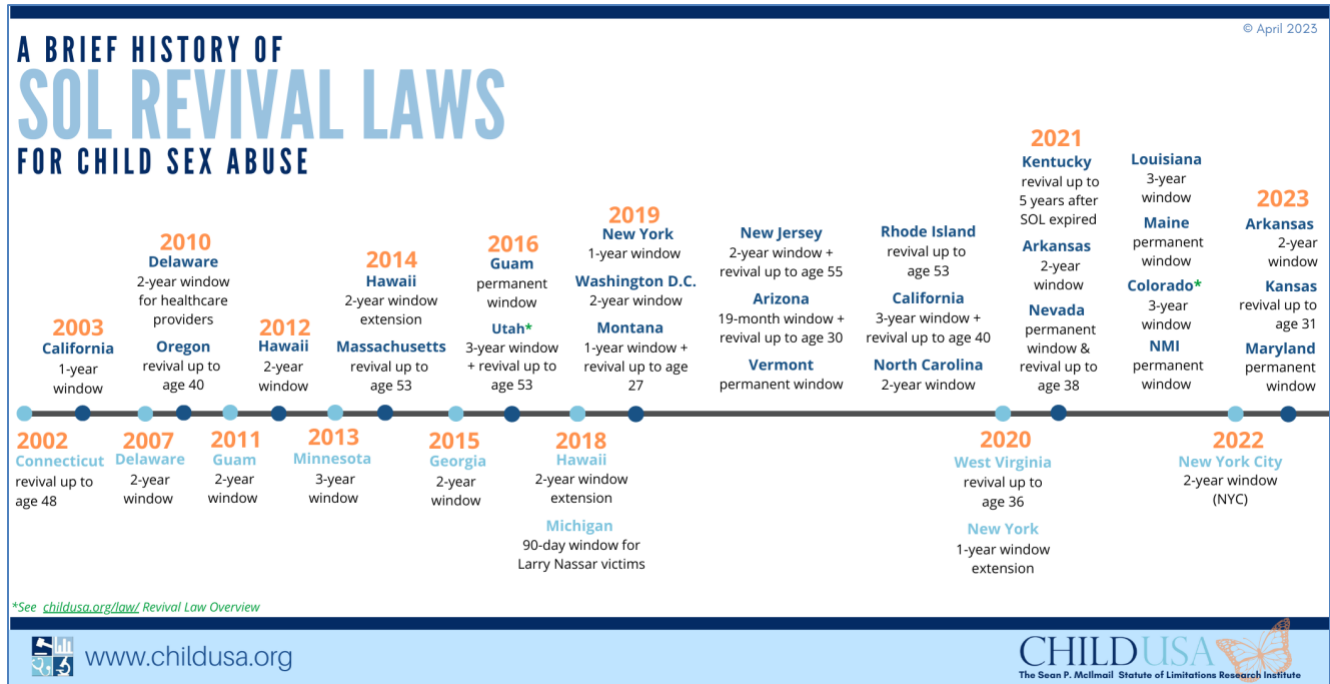 © April 2023
A BRIEF HISTORY OF
SOL REVIVAL LAWS
FOR CHILD SEX ABUSE
2002
Connecticut
revival up to
age 48
2003
California
1-year
window
2007
Delaware
2-year
window
2010
Delaware
2-year window
for healthcare
providers
Oregon
revival up to
age 40
2011
Guam
2-year
window
2012
Hawaii
2-year
window
2013
Minnesota
3-year
window
2014
Hawaii
2-year window
extension
Massachusetts
revival up to
age 53
2015
Georgia
2-year
window
2016
Guam
permanent
window
Utah*
3-year window
+ revival up to
age 53
2018
Hawaii
2-year window
extension
Michigan
90-day window for
Larry Nassar victims
2019
New York
1-year window
Washington D.C.
2-year window
Montana
1-year window +
revival up to age
27
New Jersey
2-year window +
revival up to age 55
Arizona
19-month window +
revival up to age 30
Vermont
permanent window
Rhode Island
revival up to
age 53
California
3-year window +
revival up to age 40
North Carolina
2-year window
2020
West Virginia
revival up to
age 36
New York
1-year window
extension
2021
Kentucky
revival up to
5 years after
SOL expired
Arkansas
2-year
window
Nevada
permanent
window &
revival up to
age 38
Louisiana
3-year
window
Maine
permanent
window
Colorado*
3-year
window
NMI
permanent
window
2022
New York City
2-year window
(NYC)
2023
Arkansas
2-year
window
Kansas
revival up to
age 31
Maryland
permanent
window
*See childusa.org/law/ Revival Law Overview
www.childusa.org
CHILD USA
The Sean P. McIlmail Statute of Limitations Research Institute